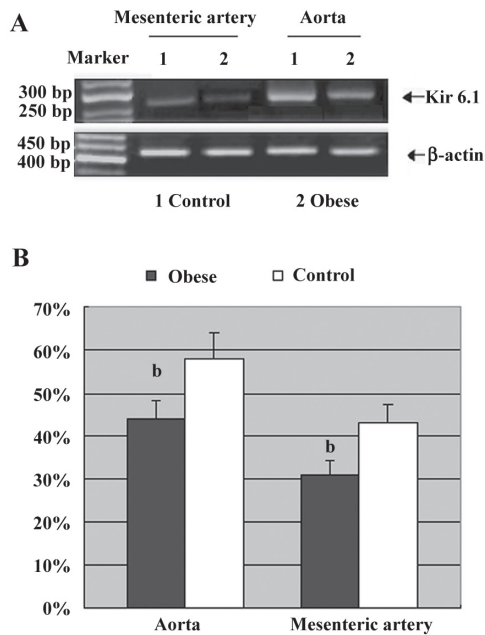 A
Mesenteric artery Aorta
Marker 1 2 1 2
300 bp
250 bp
←Kir 6.1
450 bp
400 bp
←β-actin
1 Control 2 Obese
B
Obese Control
70%
60%
b
50%
40%
b
30%
20%
10%
0%
Aorta Mesenteric artery